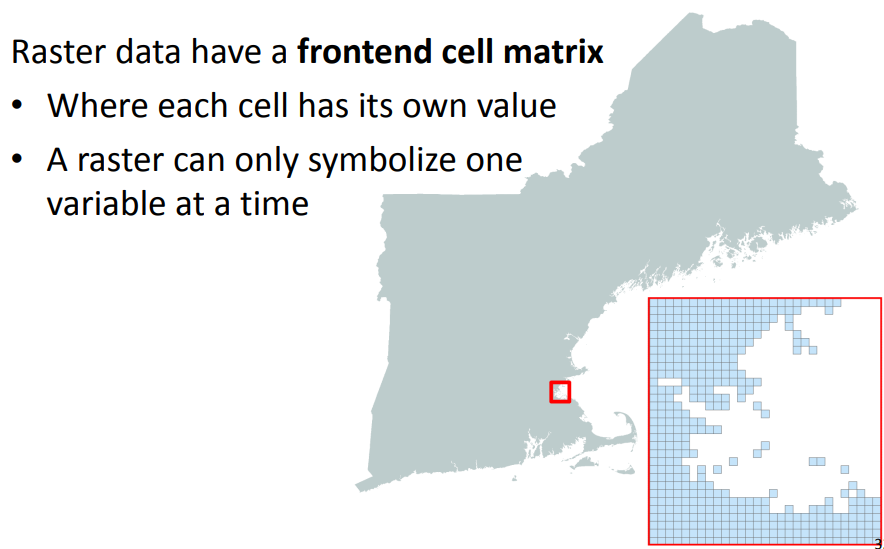 Raster data have a frontend cell matrix
• Where each cell has its own value
• A raster can only symbolize one
variable at a time
3